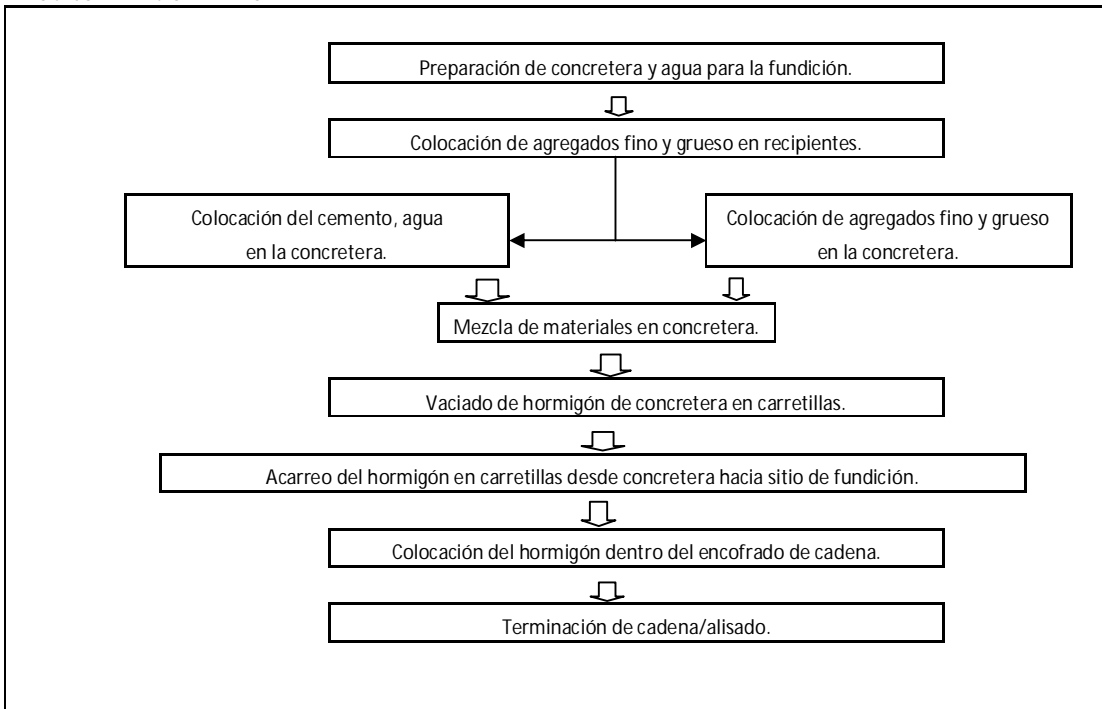 Preparación de concretera y agua para la fundición.
Colocación de agregados fino y grueso en recipientes.
Colocación del cemento, agua
en la concretera.
Colocación de agregados fino y grueso
en la concretera.
Mezcla de materiales en concretera.
Vaciado de hormigón de concretera en carretillas.
Acarreo del hormigón en carretillas desde concretera hacia sitio de fundición.
Colocación del hormigón dentro del encofrado de cadena.
Terminación de cadena/alisado.